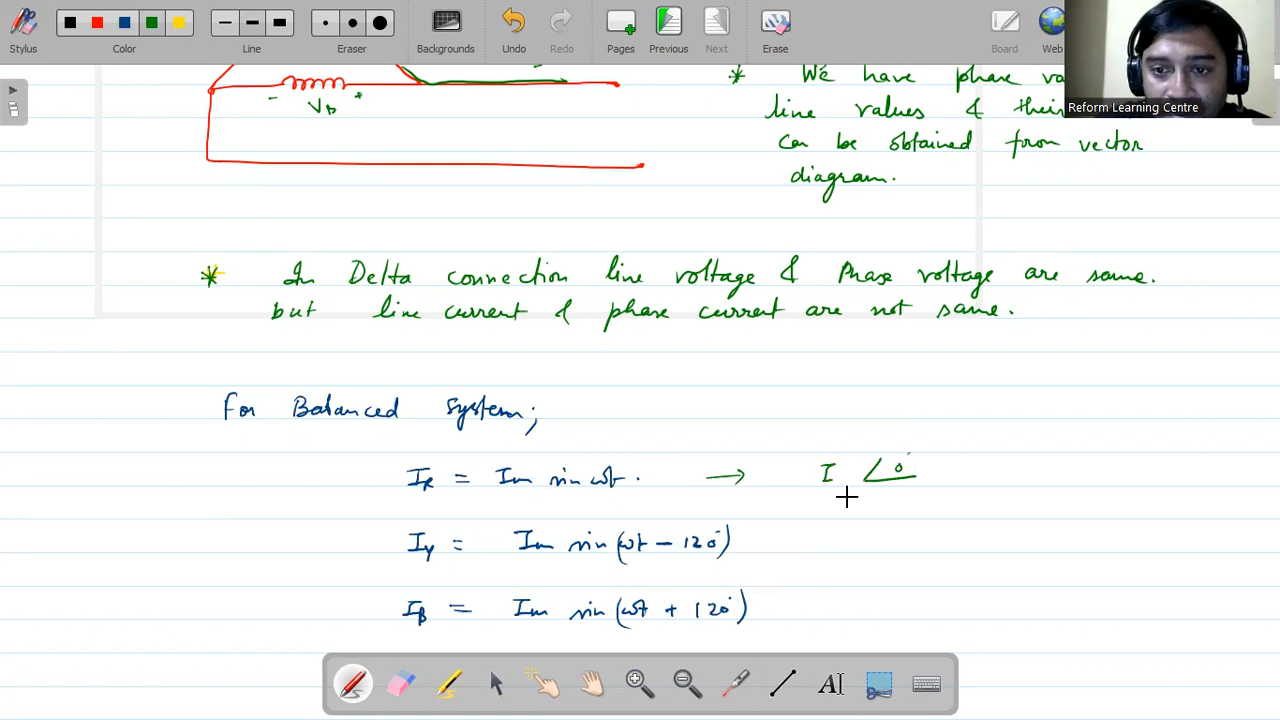 Stylus Color Line Eraser Backgrounds Undo Redo Pages Previous Next Erase Board Web
Reform Learning Centre
- VB +
* We have phase
line values & their
can be obtained from vector
diagram.
* In Delta connection line voltage & Phase voltage are same.
but line current & phase current are not same.
For Balanced system;
IR = Im sin ωt. → I ∠0°
IY = Im sin(ωt - 120°)
IB = Im sin(ωt + 120°)